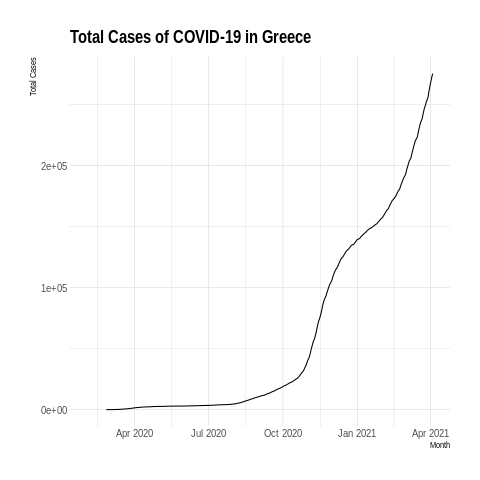 Total Cases of COVID-19 in Greece
Total Cases
2e+05
1e+05
0e+00
Apr 2020 Jul 2020 Oct 2020 Jan 2021 Apr 2021
Month